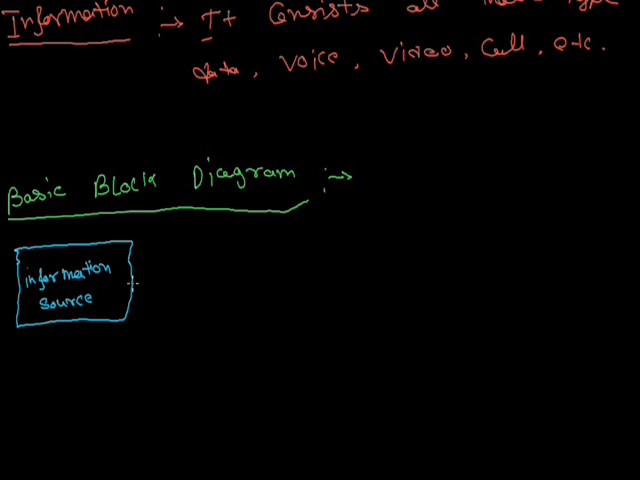 Information :→ It Consists all
data, Voice, Video, Call, etc.
Basic Block Diagram :→
information
source